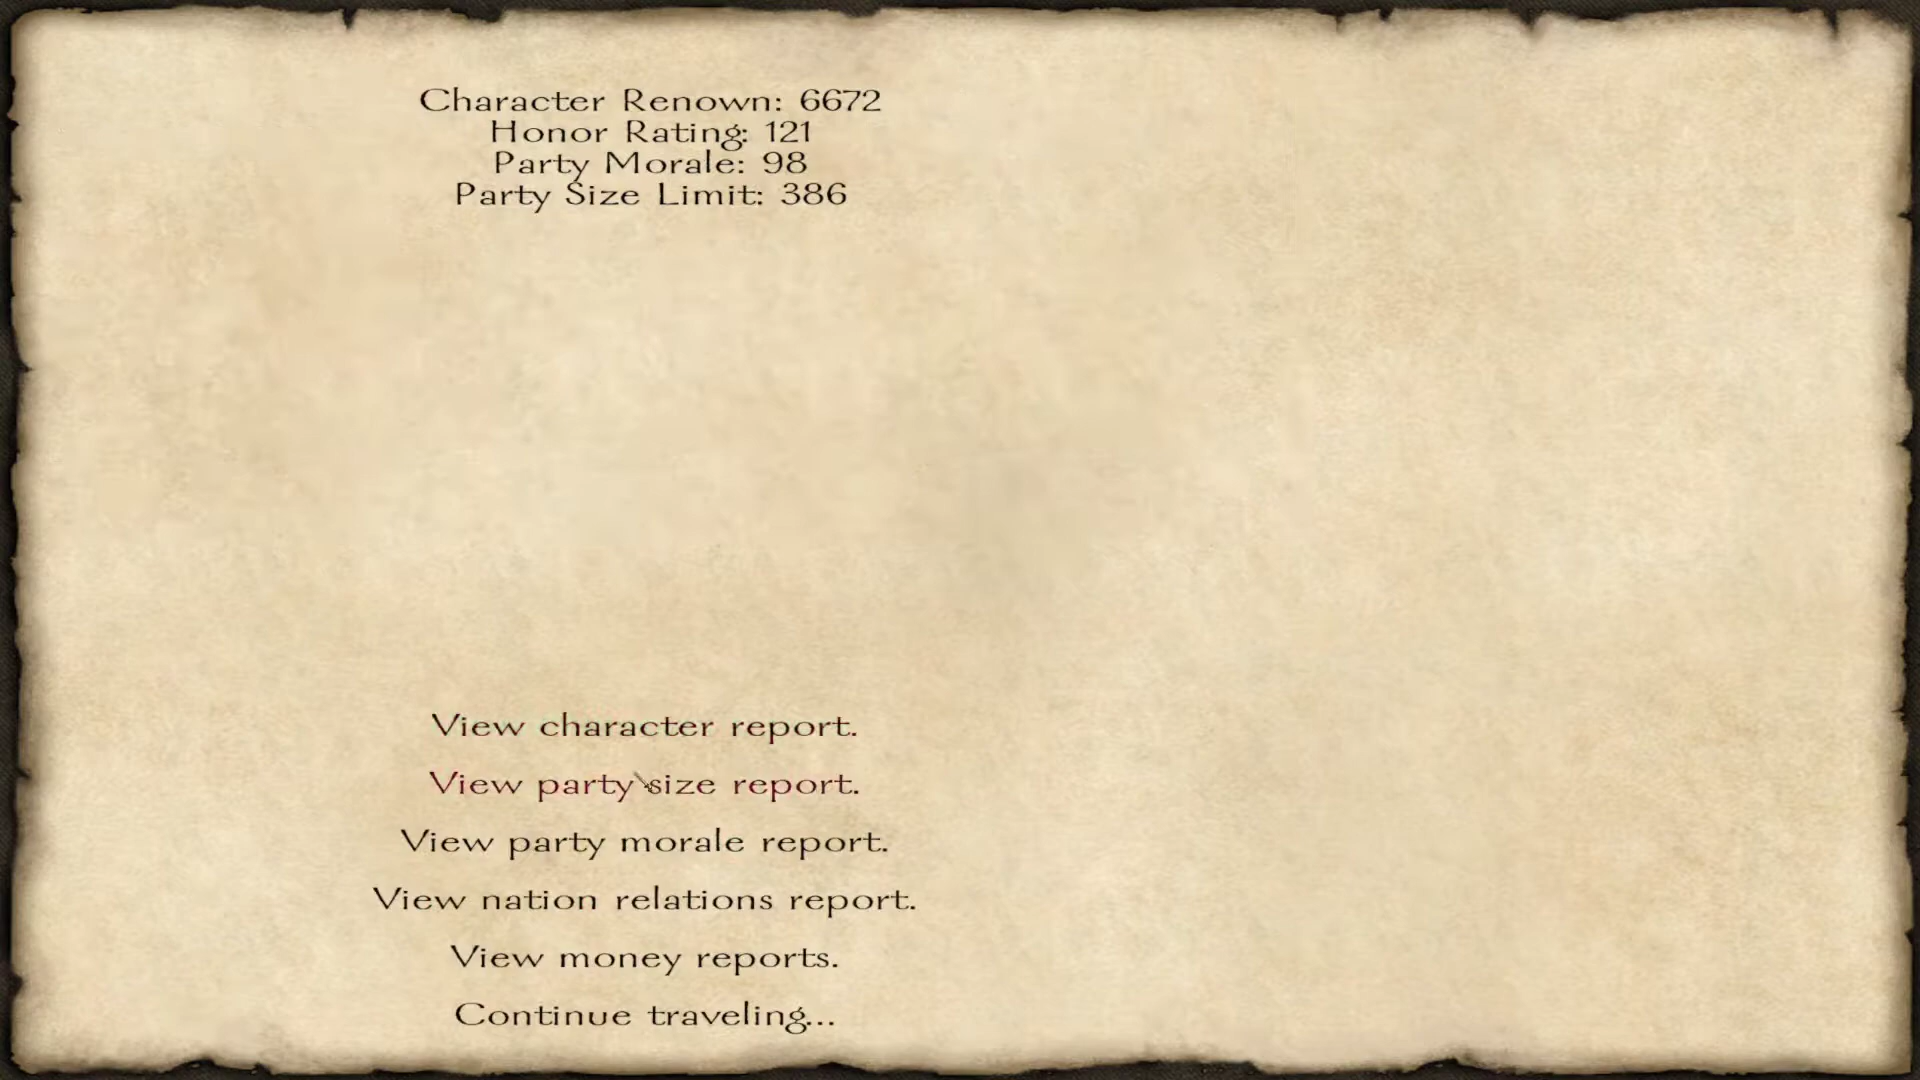 Character Renown: 6672
Honor Rating: 121
Party Morale: 98
Party Size Limit: 386
View character report.
View party size report.
View party morale report.
View nation relations report.
View money reports.
Continue traveling...